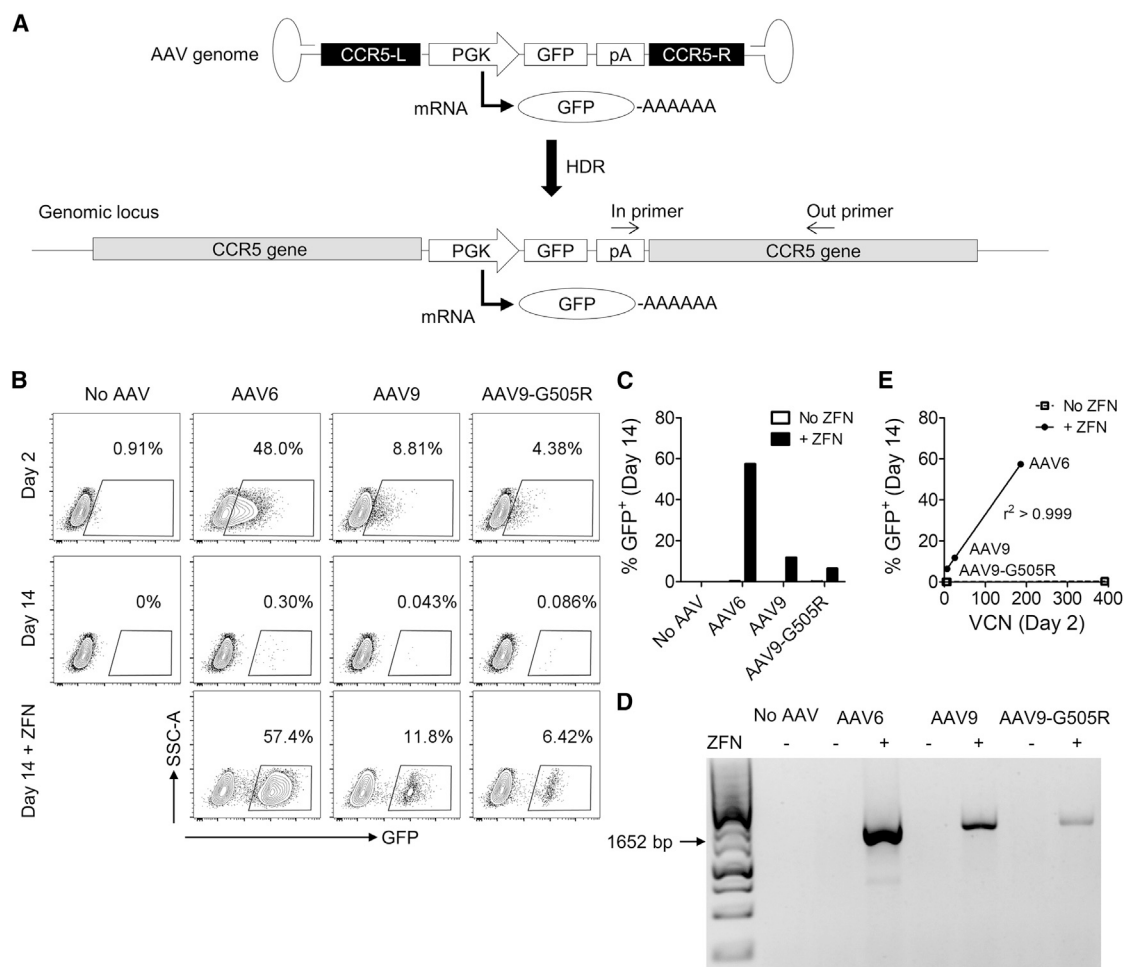 A
AAV genome
CCR5-L
PGK
GFP
pA
CCR5-R
mRNA
GFP
-AAAAAA
HDR
Genomic locus
In primer
Out primer
CCR5 gene
PGK
GFP
pA
CCR5 gene
mRNA
GFP
-AAAAAA
B
No AAV
AAV6
AAV9
AAV9-G505R
Day 2
0.91%
48.0%
8.81%
4.38%
Day 14
0%
0.30%
0.043%
0.086%
Day 14 + ZFN
57.4%
11.8%
6.42%
SSC-A
GFP
C
% GFP+ (Day 14)
80
60
40
20
0
No ZFN
+ ZFN
No AAV
AAV6
AAV9
AAV9-G505R
E
% GFP+ (Day 14)
80
60
40
20
0
No ZFN
+ ZFN
AAV6
r2 > 0.999
AAV9
AAV9-G505R
0 100 200 300 400
VCN (Day 2)
D
No AAV
AAV6
AAV9
AAV9-G505R
ZFN - - + - + - +
1652 bp